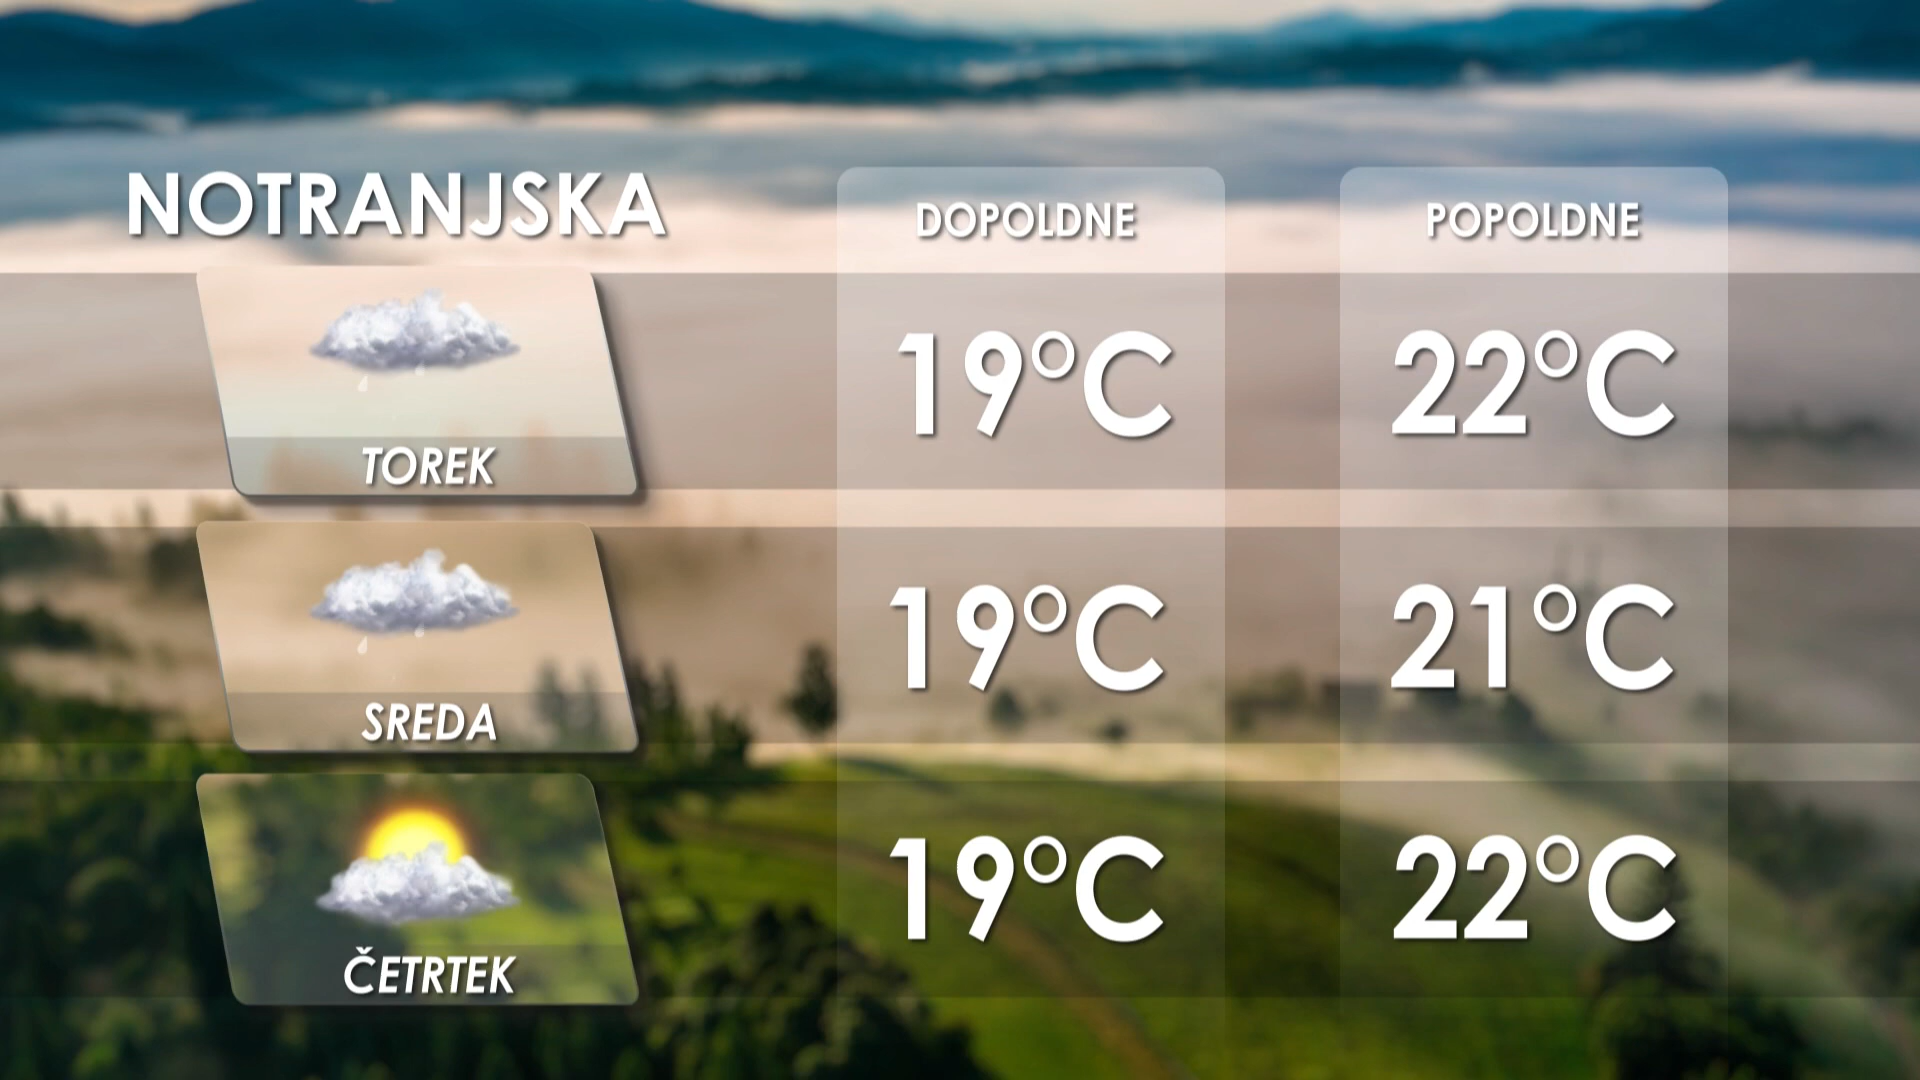 NOTRANJSKA
DOPOLDNE
POPOLDNE
TOREK
19°C
22°C
SREDA
19°C
21°C
ČETRTEK
19°C
22°C